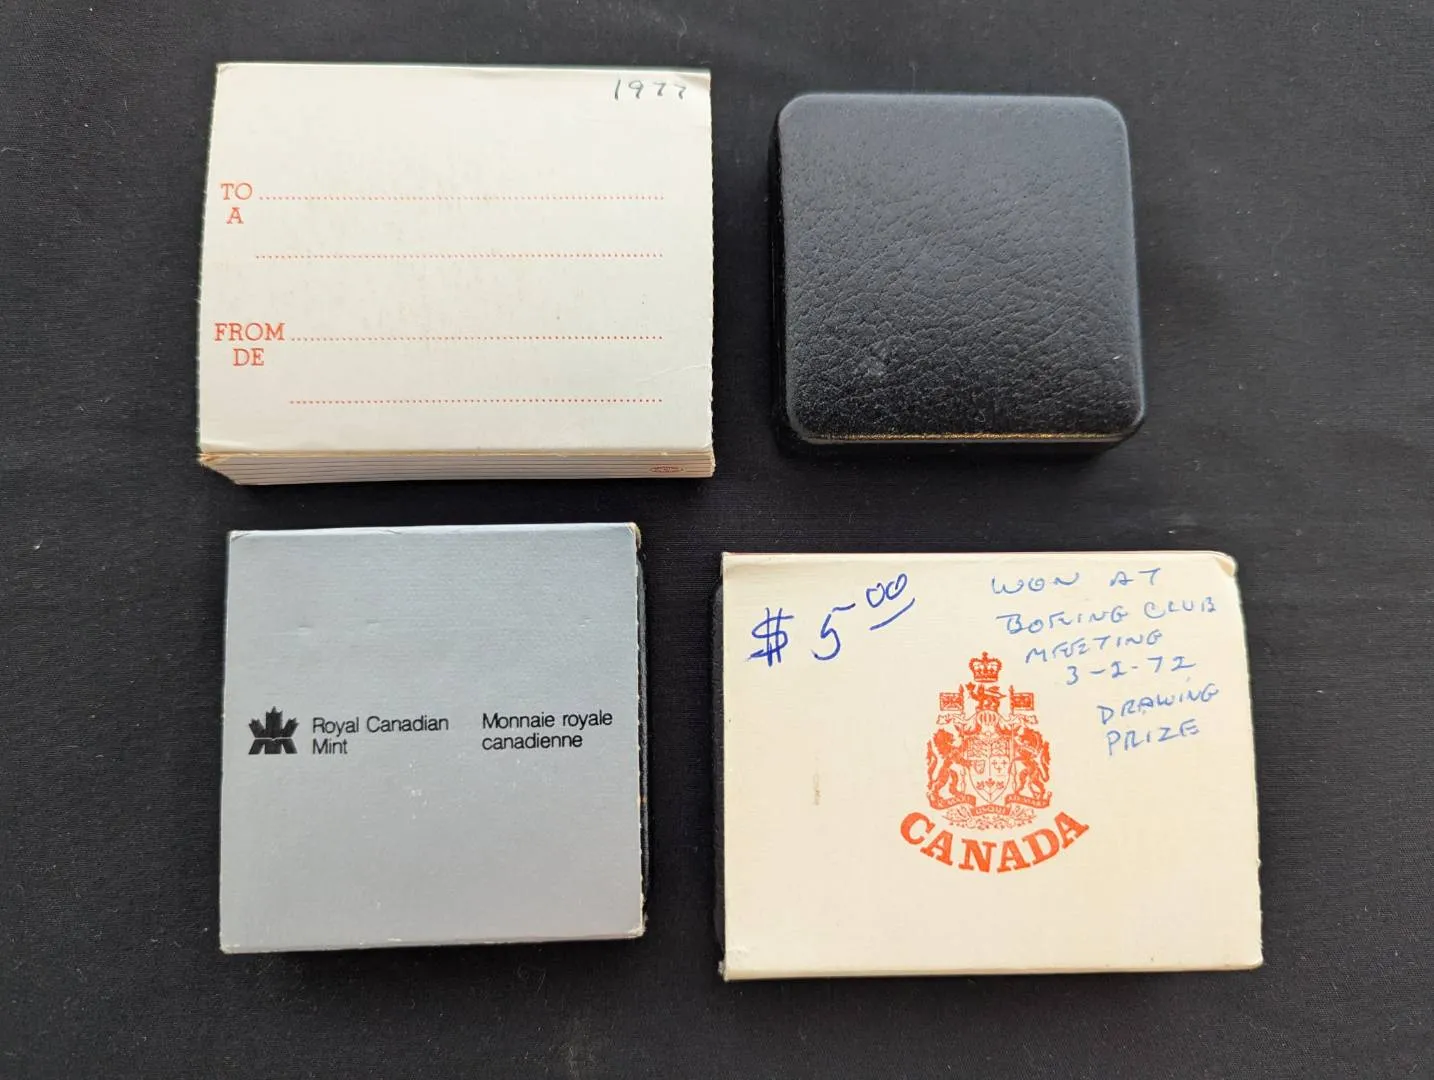 1977
TO
A
FROM
DE
Royal Canadian
Mint
Monnaie royale
canadienne
$5.00
WON AT
BOEING CLUB
MEETING
3-2-72
DRAWING
PRIZE
CANADA